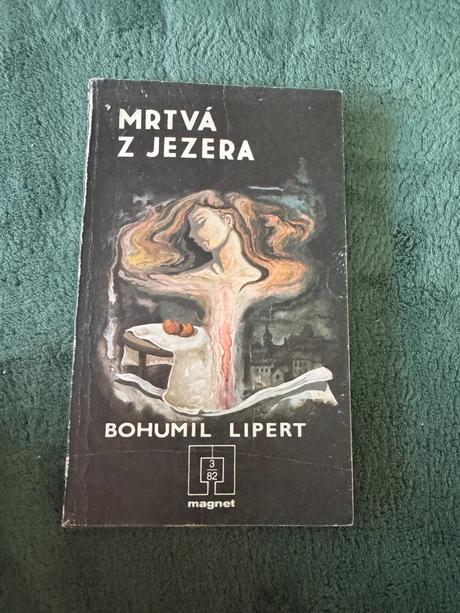 MRTVÁ
Z JEZERA
BOHUMIL LIPERT
3
82
magnet